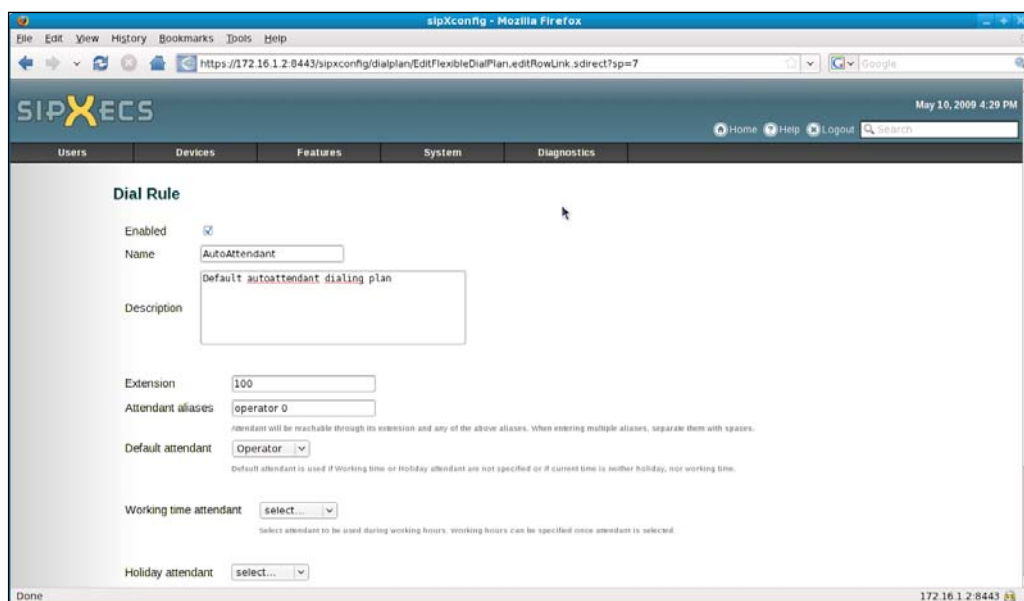 sipXconfig - Mozilla Firefox
File Edit View History Bookmarks Tools Help
https://172.16.1.2:8443/sipxconfig/dialplan/EditFlexibleDialPlan,editRowLink.sdirect?sp=7
Google
SIPXECS
May 10, 2009 4:29 PM
Home Help Logout Search
Users Devices Features System Diagnostics
Dial Rule
Enabled
Name AutoAttendant
Default autoattendant dialing plan
Description
Extension 100
Attendant aliases operator 0
Attendant will be reachable through its extension and any of the above aliases. When entering multiple aliases, separate them with spaces.
Default attendant Operator
Default attendant is used if Working time or Holiday attendant are not specified or if current time is neither holiday, nor working time.
Working time attendant select...
Select attendant to be used during working hours. Working hours can be specified once attendant is selected.
Holiday attendant select...
Done 172.16.1.2:8443